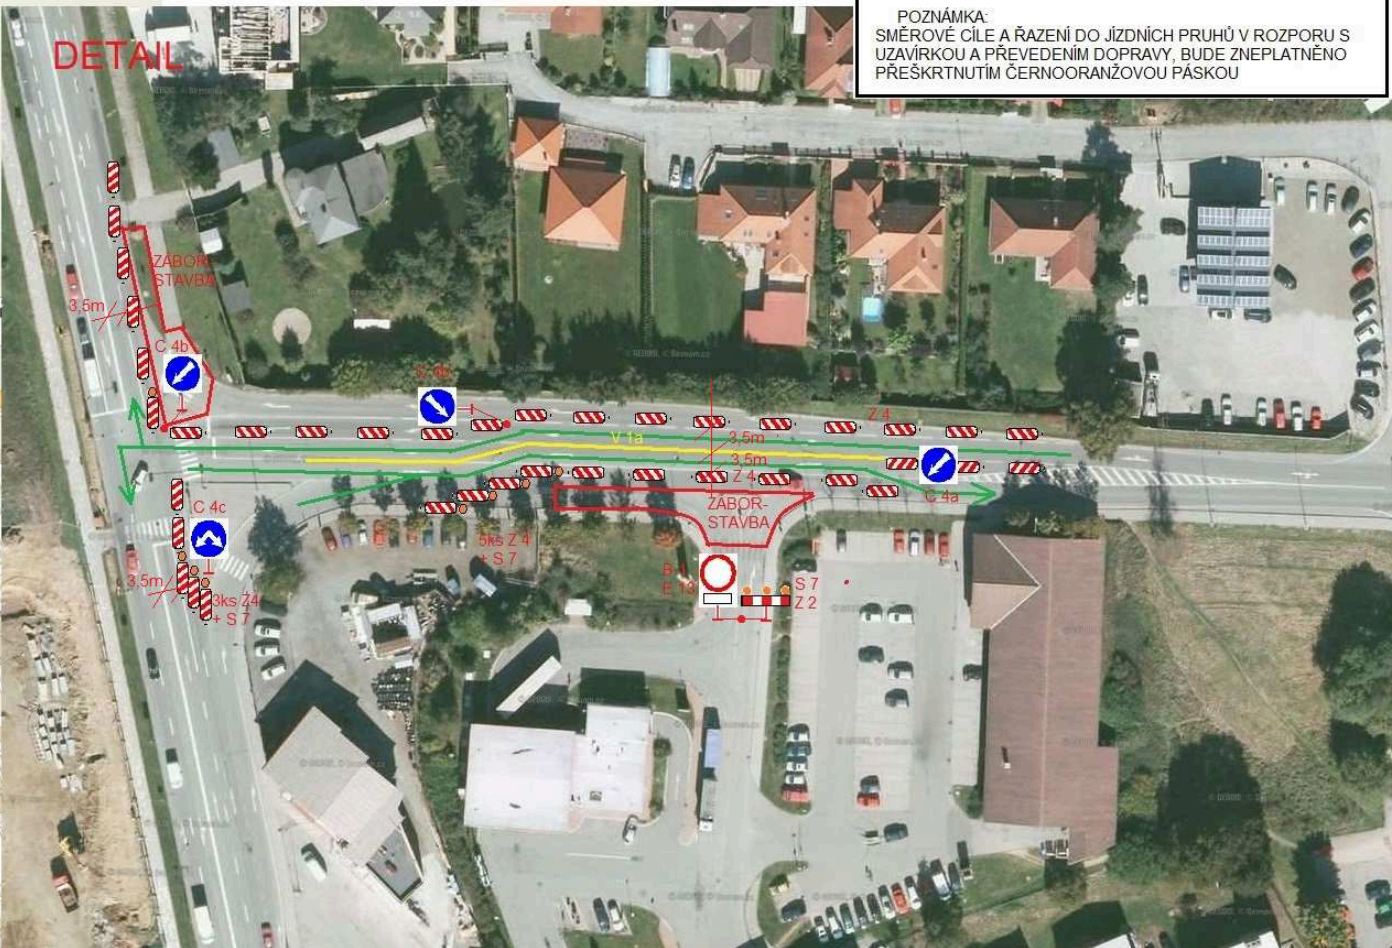 DETAIL
POZNÁMKA:
SMĚROVÉ CÍLE A ŘAZENÍ DO JÍZDNÍCH PRUHŮ V ROZPORU S
UZAVÍRKOU A PŘEVEDENÍM DOPRAVY, BUDE ZNEPLATNĚNO
PŘEŠKRTNUTÍM ČERNOORANŽOVOU PÁSKOU
ZÁBOR-
STAVBA
3,5m
C 4b
Z 4
V 1a
3,5m
3,5m
Z 4
C 4a
ZÁBOR-
STAVBA
C 4c
5ks Z 4
+ S 7
3,5m
3ks Z4
+ S 7
S 7
Z 2